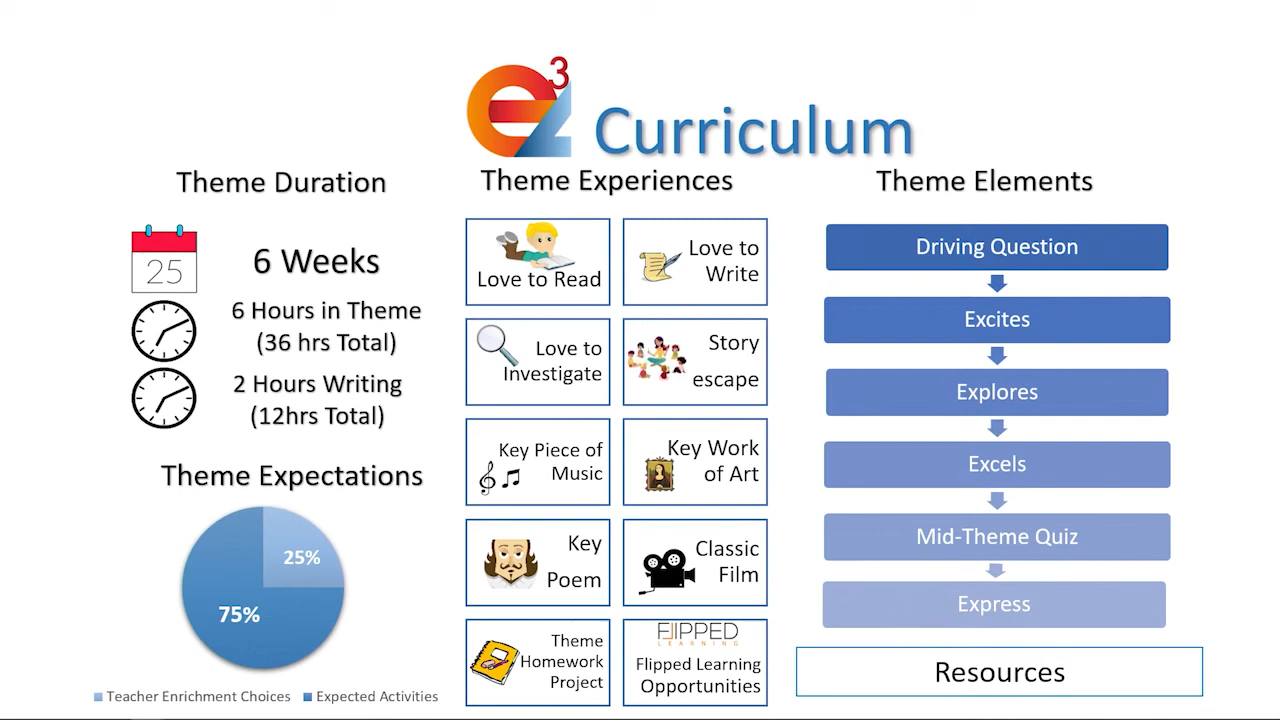 e3
Curriculum
Theme Duration
25
6 Weeks
6 Hours in Theme
(36 hrs Total)
2 Hours Writing
(12hrs Total)
Theme Expectations
25%
75%
Teacher Enrichment Choices
Expected Activities
Theme Experiences
Love to Read
Love to
Write
Love to
Investigate
Story
escape
Key Piece of
Music
Key Work
of Art
Key
Poem
Classic
Film
Theme
Homework
Project
FLIPPED
LEARNING
Flipped Learning
Opportunities
Theme Elements
Driving Question
Excites
Explores
Excels
Mid-Theme Quiz
Express
Resources